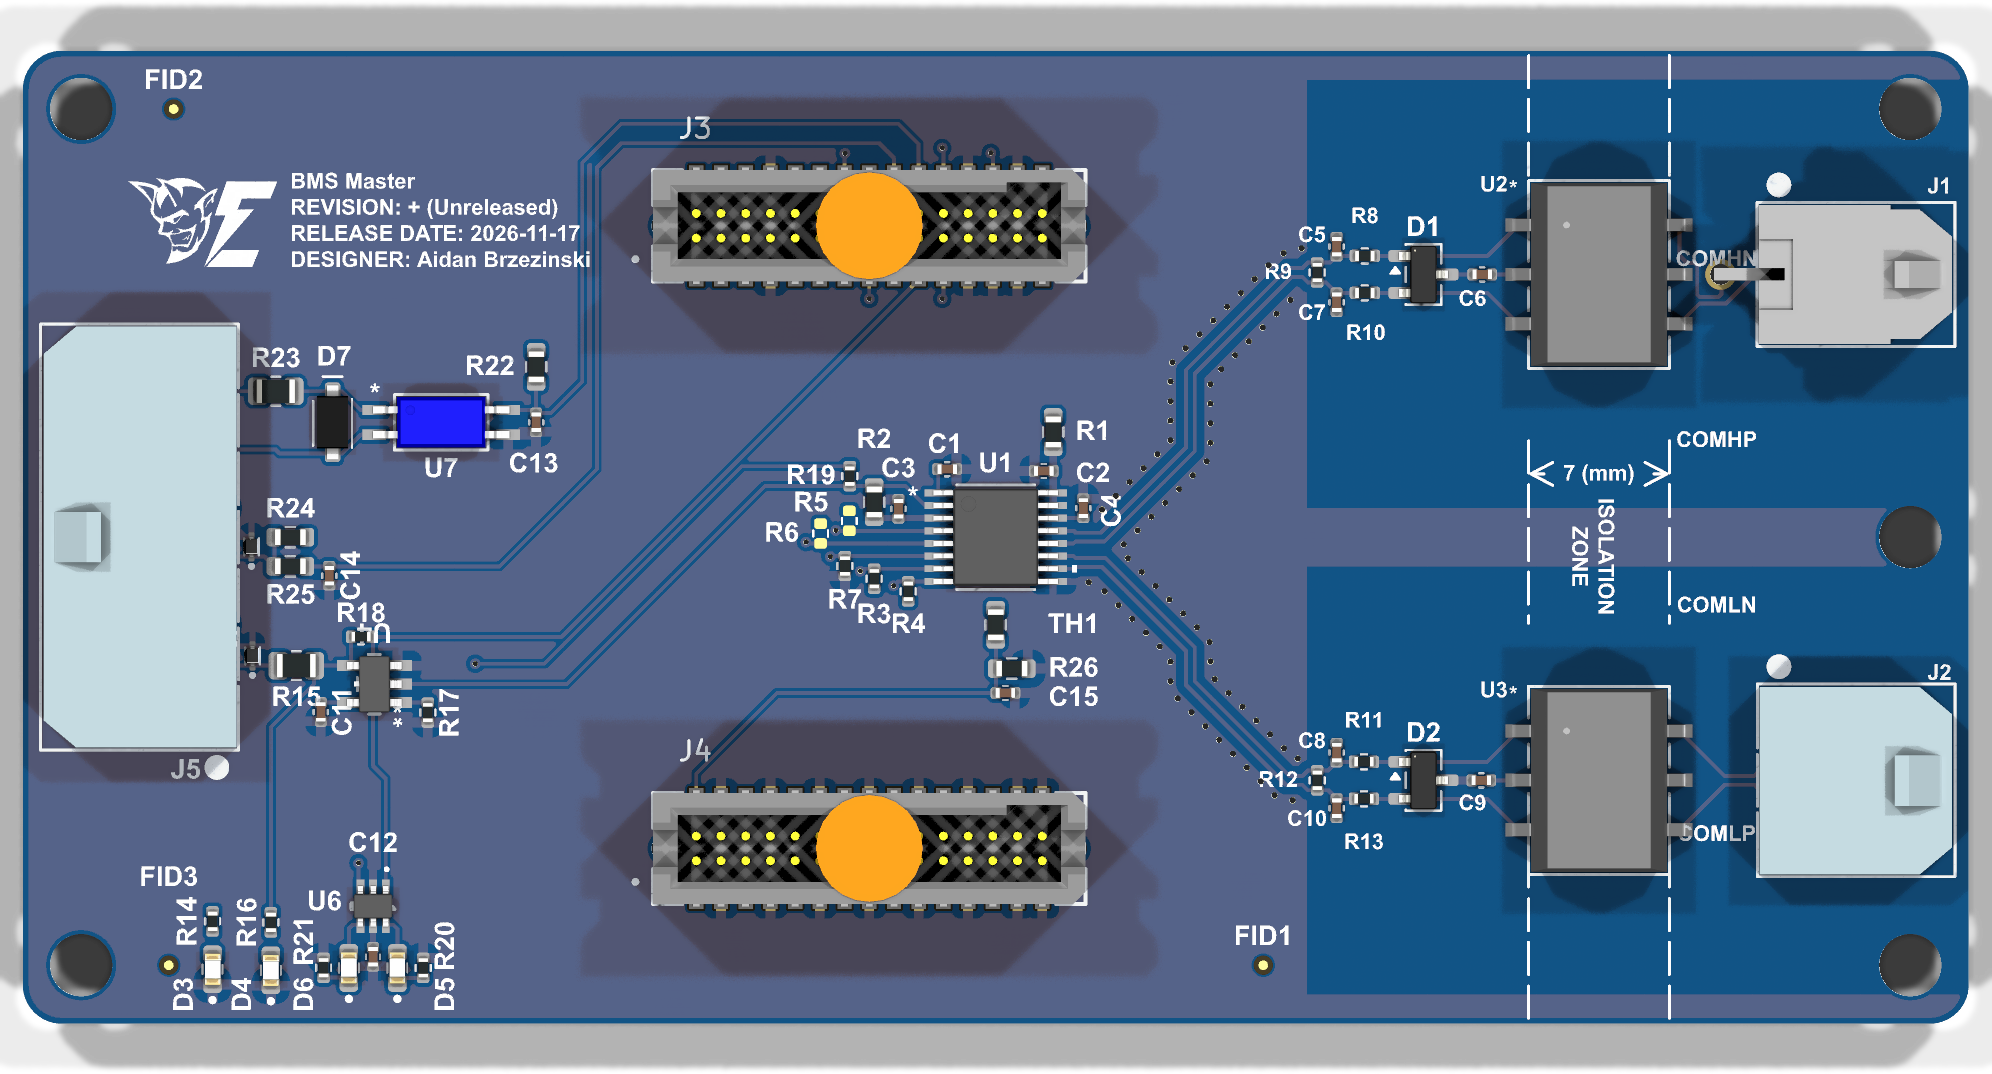 FID2
J3
BMS Master
REVISION: + (Unreleased)
RELEASE DATE: 2026-11-17
DESIGNER: Aidan Brzezinski
U2*
J1
R8
C5
D1
R9
COMHN
C6
C7
R10
R23
D7
*
R22
U7
C13
R2
C1
R1
R19
C3
*
U1
C2
R5
C4
R6
COMHP
7 (mm)
ISOLATION
ZONE
R24
R25
C14
R18
R7
R3
R4
TH1
COMLN
R26
C15
R15
C11
**
R17
J5
J4
U3*
J2
R11
C8
D2
R12
C9
C10
R13
COMLP
C12
FID3
U6
R14
R16
R21
R20
D3
D4
D6
D5
FID1